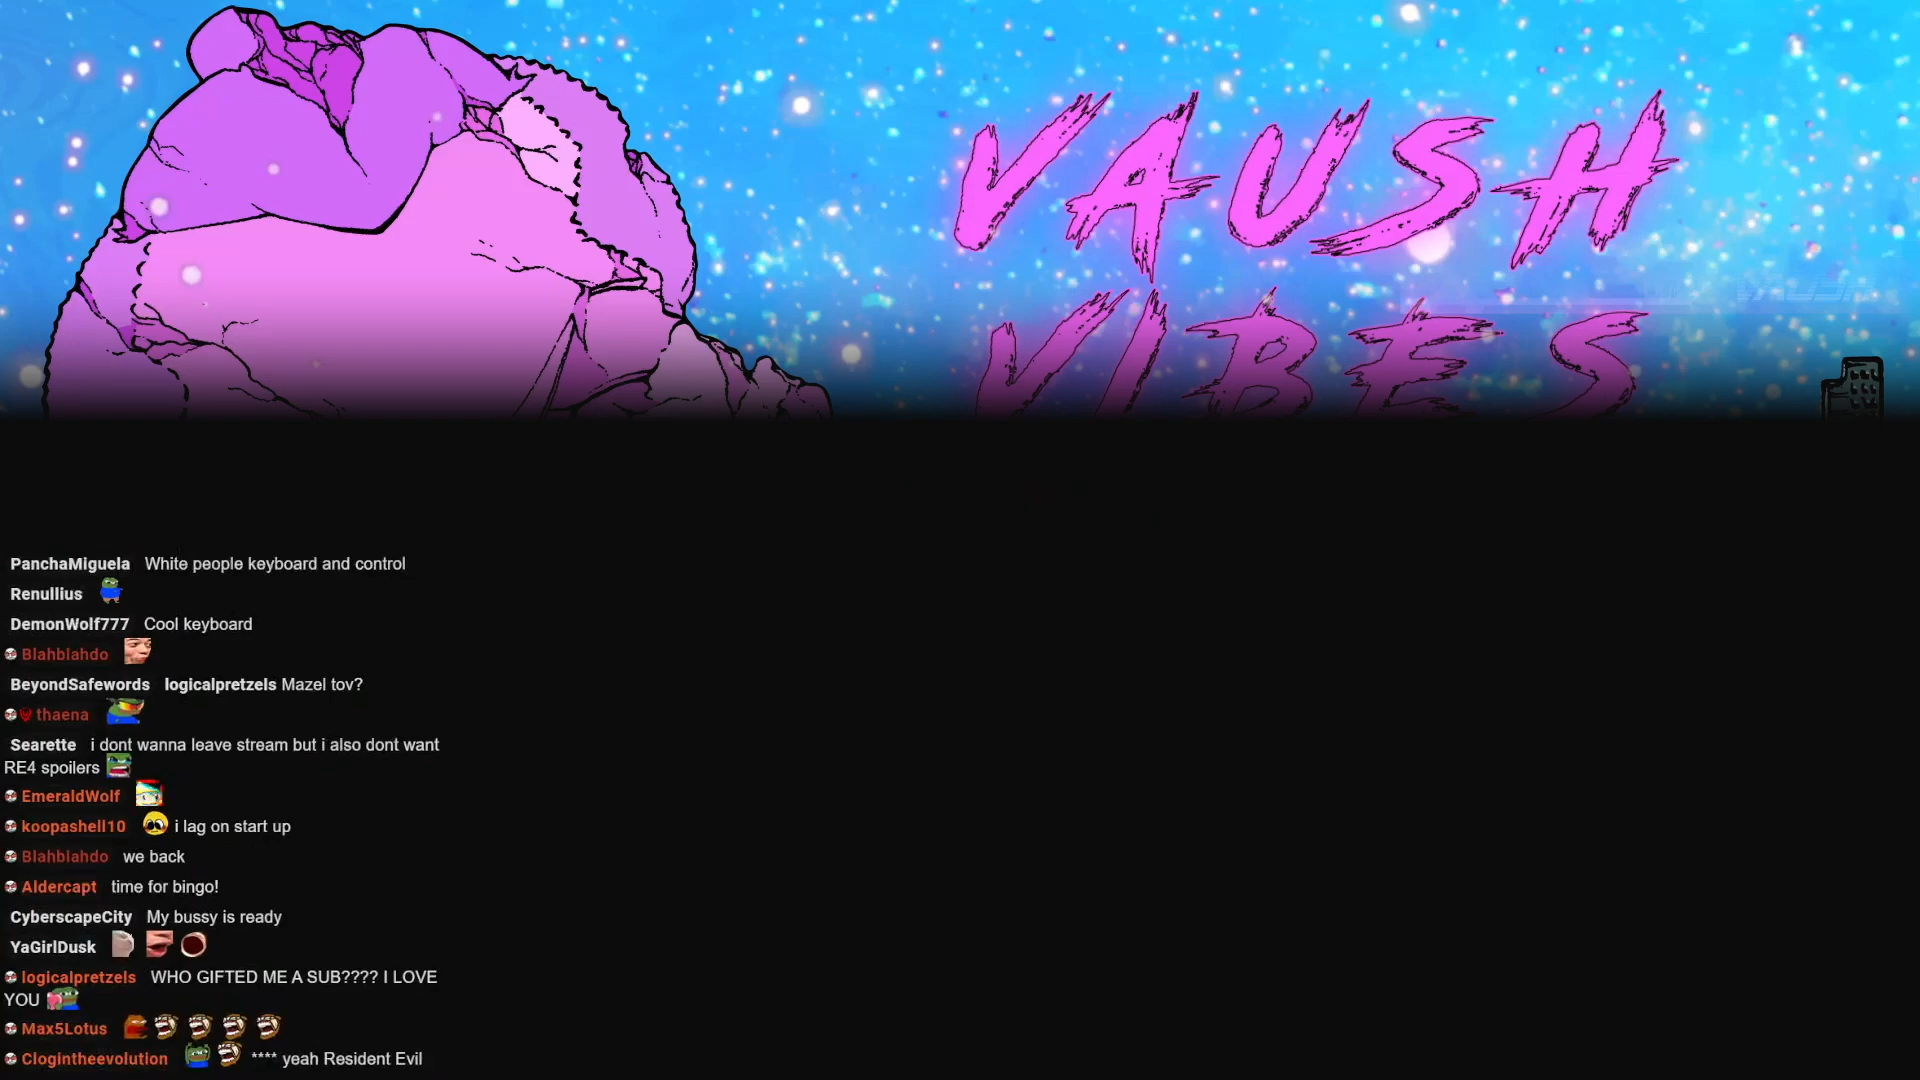 VAUSH
VIBES
PanchaMiguela White people keyboard and control
Renullius
DemonWolf777 Cool keyboard
Blahblahdo
BeyondSafewords logicalpretzels Mazel tov?
thaena
Searette i dont wanna leave stream but i also dont want
RE4 spoilers
EmeraldWolf
koopashell10 i lag on start up
Blahblahdo we back
Aldercapt time for bingo!
CyberscapeCity My bussy is ready
YaGirlDusk
logicalpretzels WHO GIFTED ME A SUB???? I LOVE
YOU
Max5Lotus
Clogintheevolution **** yeah Resident Evil